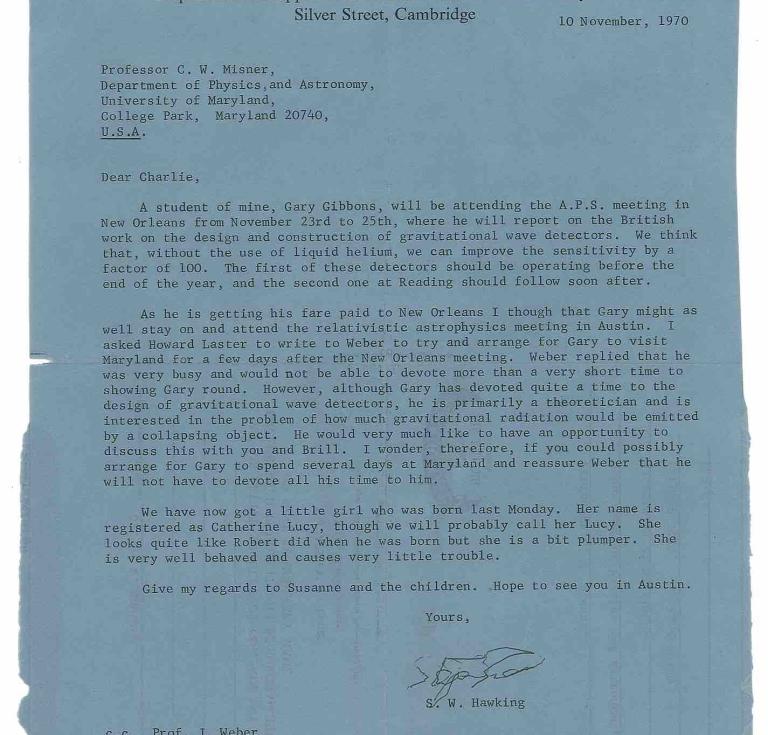 Silver Street, Cambridge
10 November, 1970
Professor C. W. Misner,
Department of Physics and Astronomy,
University of Maryland,
College Park, Maryland 20740,
U.S.A.
Dear Charlie,
A student of mine, Gary Gibbons, will be attending the A.P.S. meeting in
New Orleans from November 23rd to 25th, where he will report on the British
work on the design and construction of gravitational wave detectors. We think
that, without the use of liquid helium, we can improve the sensitivity by a
factor of 100. The first of these detectors should be operating before the
end of the year, and the second one at Reading should follow soon after.
As he is getting his fare paid to New Orleans I though that Gary might as
well stay on and attend the relativistic astrophysics meeting in Austin. I
asked Howard Laster to write to Weber to try and arrange for Gary to visit
Maryland for a few days after the New Orleans meeting. Weber replied that he
was very busy and would not be able to devote more than a very short time to
showing Gary round. However, although Gary has devoted quite a time to the
design of gravitational wave detectors, he is primarily a theoretician and is
interested in the problem of how much gravitational radiation would be emitted
by a collapsing object. He would very much like to have an opportunity to
discuss this with you and Brill. I wonder, therefore, if you could possibly
arrange for Gary to spend several days at Maryland and reassure Weber that he
will not have to devote all his time to him.
We have now got a little girl who was born last Monday. Her name is
registered as Catherine Lucy, though we will probably call her Lucy. She
looks quite like Robert did when he was born but she is a bit plumper. She
is very well behaved and causes very little trouble.
Give my regards to Susanne and the children. Hope to see you in Austin.
Yours,
S. W. Hawking
c.c. Prof. J. Weber